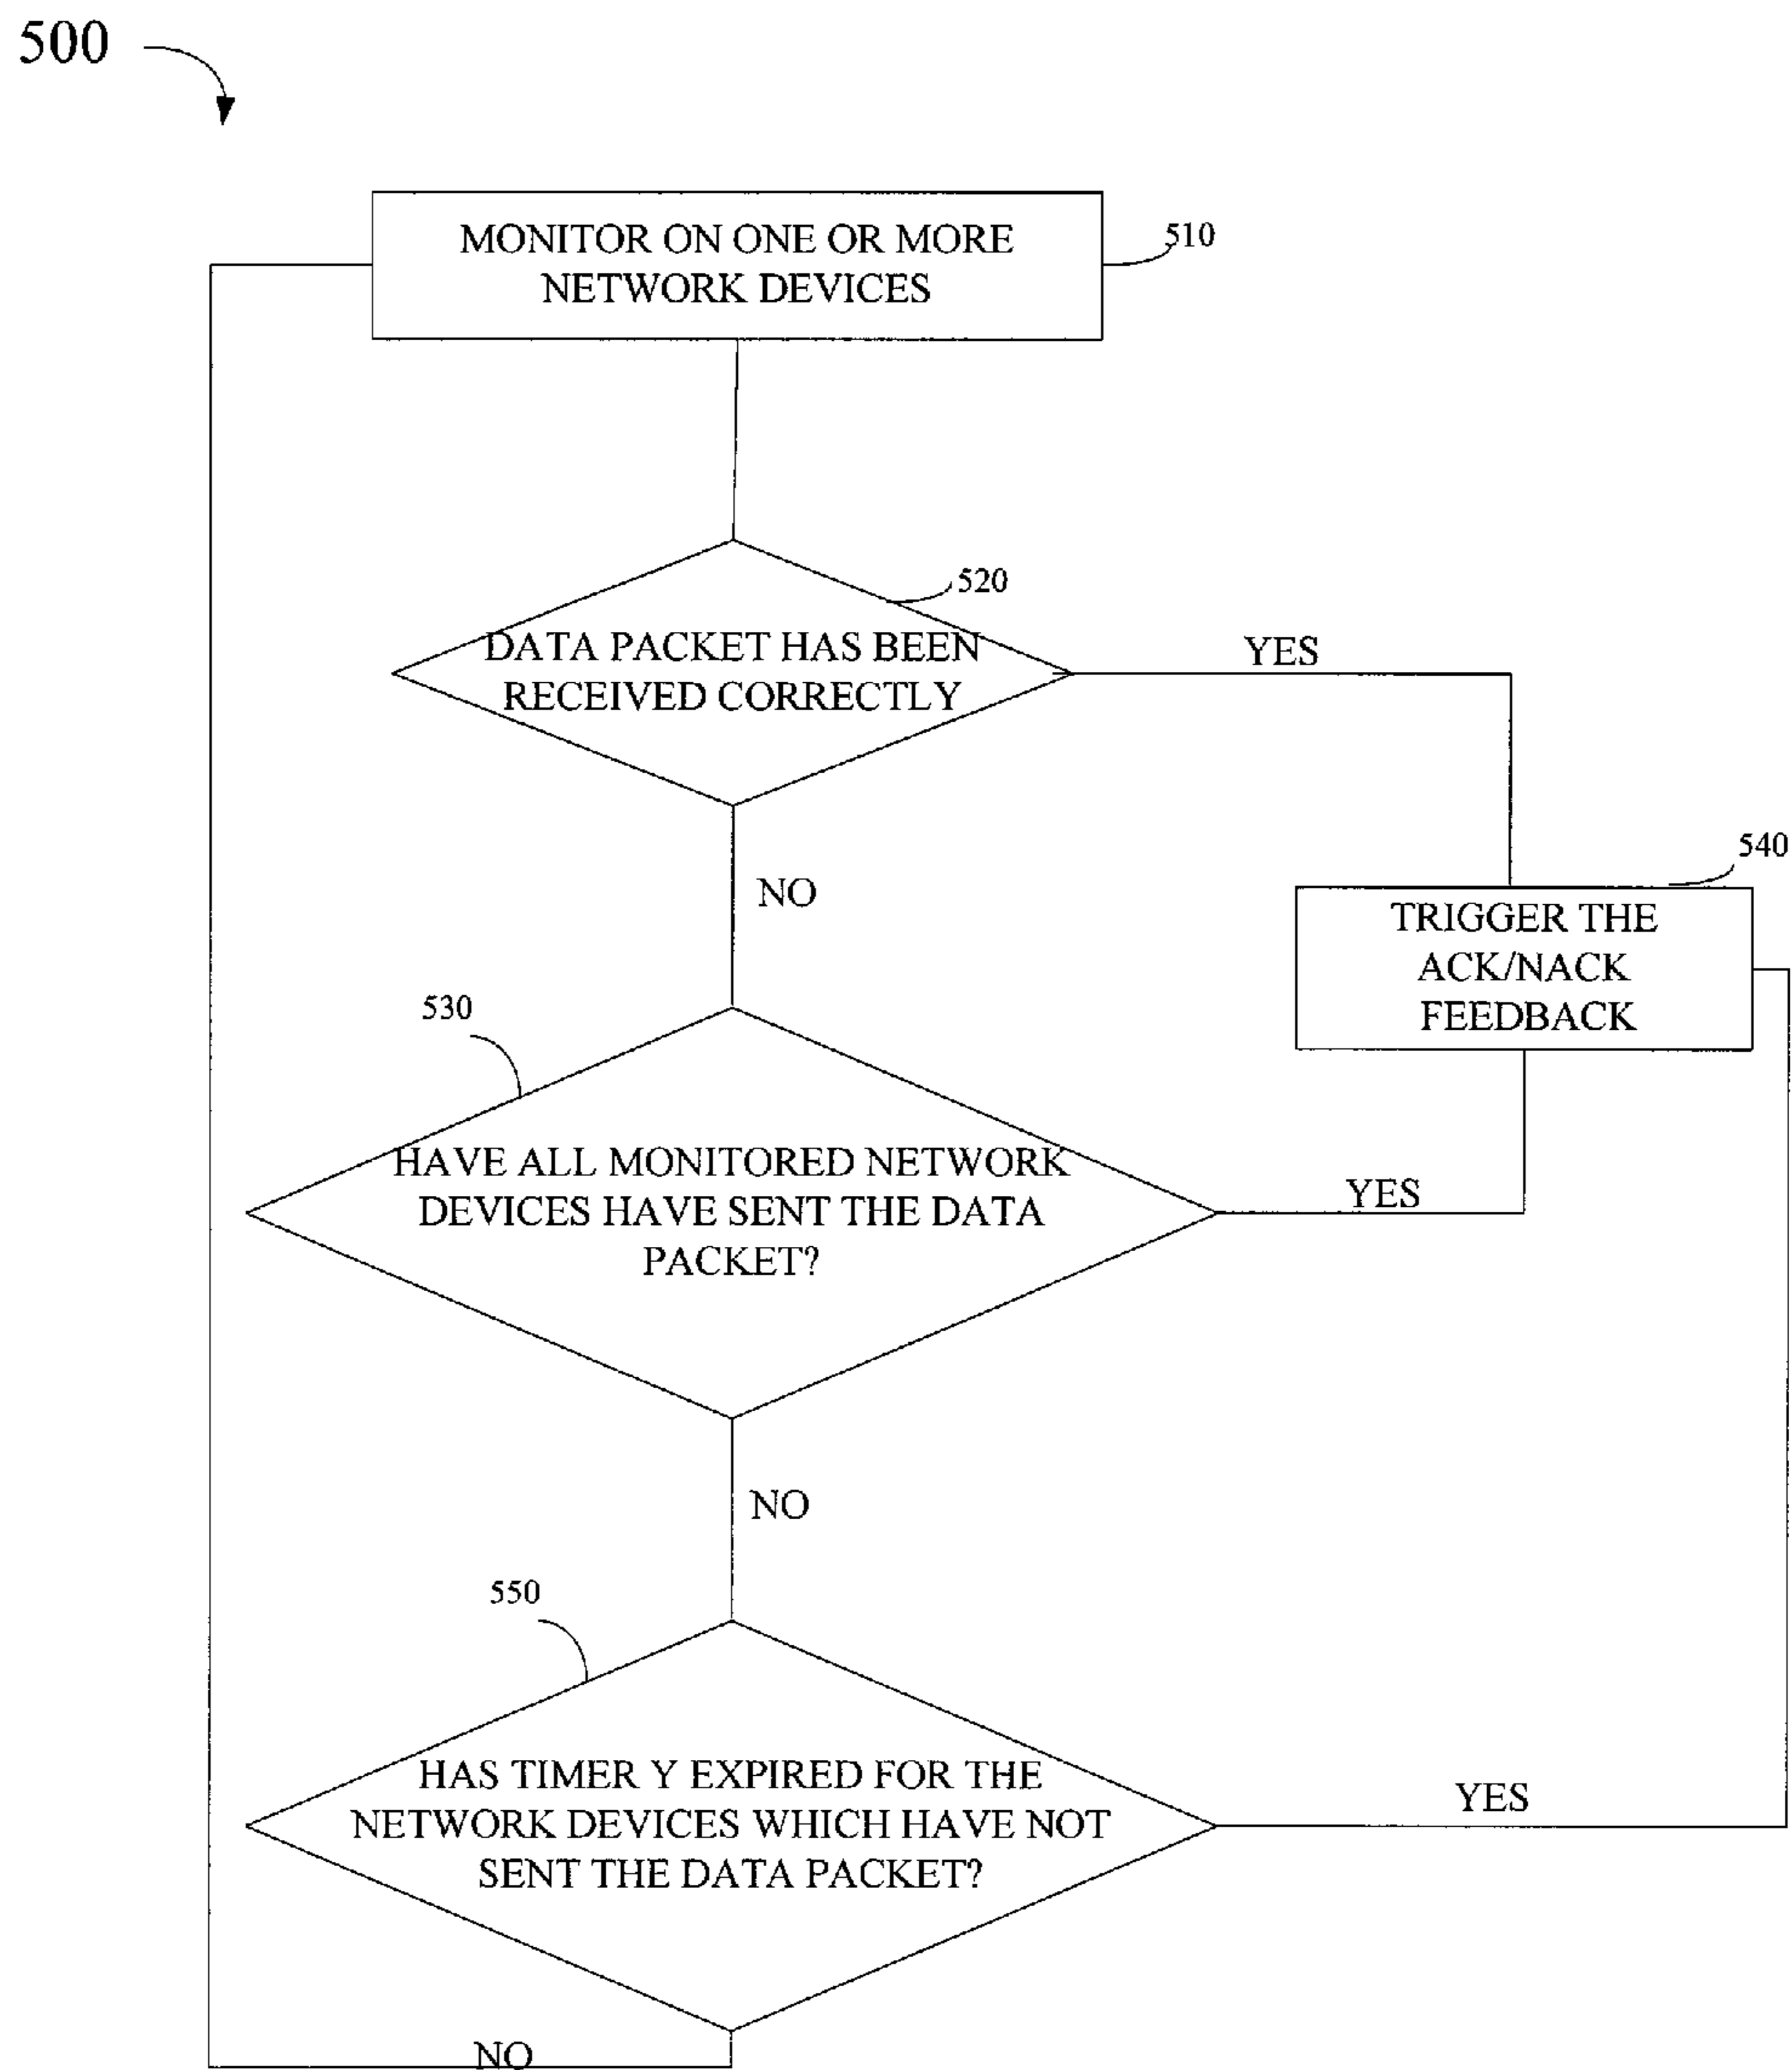 500
MONITOR ON ONE OR MORE
NETWORK DEVICES
510
520
DATA PACKET HAS BEEN
RECEIVED CORRECTLY
YES
NO
540
TRIGGER THE
ACK/NACK
FEEDBACK
530
HAVE ALL MONITORED NETWORK
DEVICES HAVE SENT THE DATA
PACKET?
YES
NO
550
HAS TIMER Y EXPIRED FOR THE
NETWORK DEVICES WHICH HAVE NOT
SENT THE DATA PACKET?
YES
NO